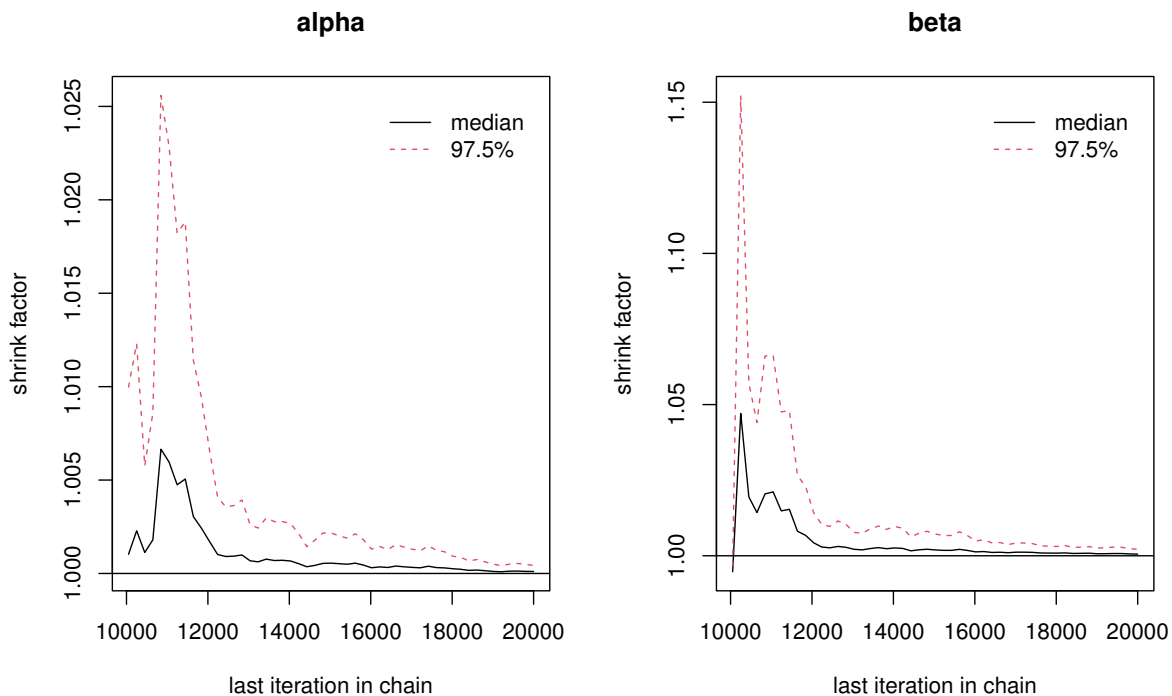 alpha
shrink factor
1.025
1.020
1.015
1.010
1.005
1.000
median
97.5%
10000 12000 14000 16000 18000 20000
last iteration in chain
beta
shrink factor
1.15
1.10
1.05
1.00
median
97.5%
10000 12000 14000 16000 18000 20000
last iteration in chain